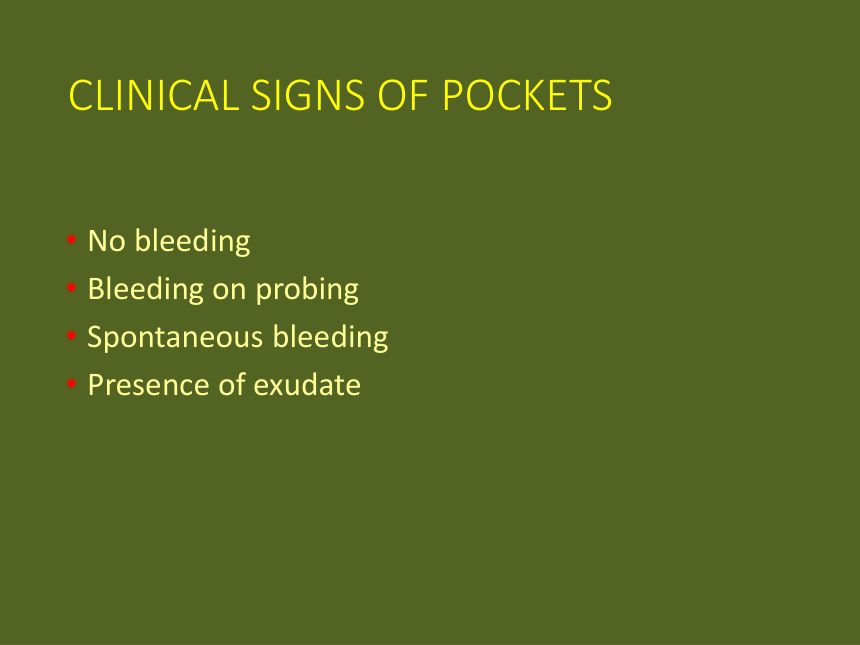 CLINICAL SIGNS OF POCKETS
• No bleeding
• Bleeding on probing
• Spontaneous bleeding
• Presence of exudate